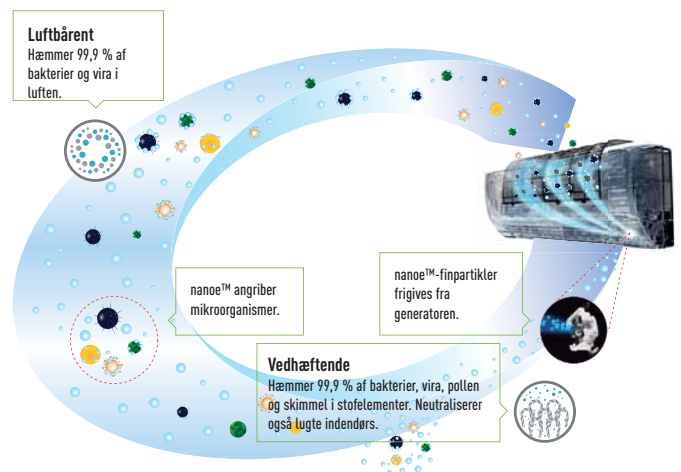 Luftbårent
Hæmmer 99,9 % af
bakterier og vira i
luften.
nanoe™ angriber
mikroorganismer.
nanoe™-finpartikler
frigives fra
generatoren.
Vedhæftende
Hæmmer 99,9 % af bakterier, vira, pollen
og skimmel i stofelementer. Neutraliserer
også lugte indendørs.